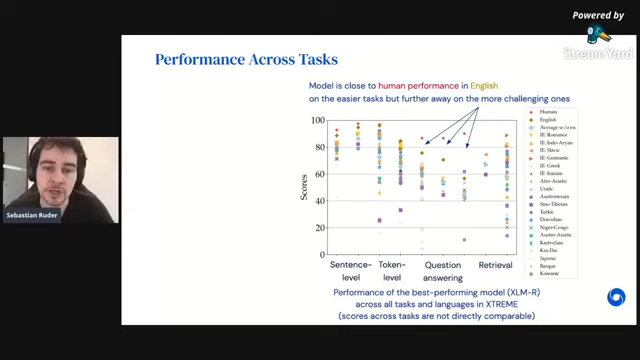 Powered by
StreamYard
Performance Across Tasks
Model is close to human performance in English
on the easier tasks but further away on the more challenging ones
Human
English
Average w/o en
IE: Romance
IE: Indo-Aryan
IE: Slavic
IE: Germanic
IE: Greek
IE: Iranian
Afro-Asiatic
Uralic
Austronesian
Sino-Tibetan
Turkic
Dravidian
Niger-Congo
Austro-Asiatic
Kartvelian
Kra-Dai
Japonic
Basque
Koreanic
Scores
100
80
60
40
20
0
Sentence-level
Token-level
Question answering
Retrieval
Performance of the best-performing model (XLM-R)
across all tasks and languages in XTREME
(scores across tasks are not directly comparable)
Sebastian Ruder